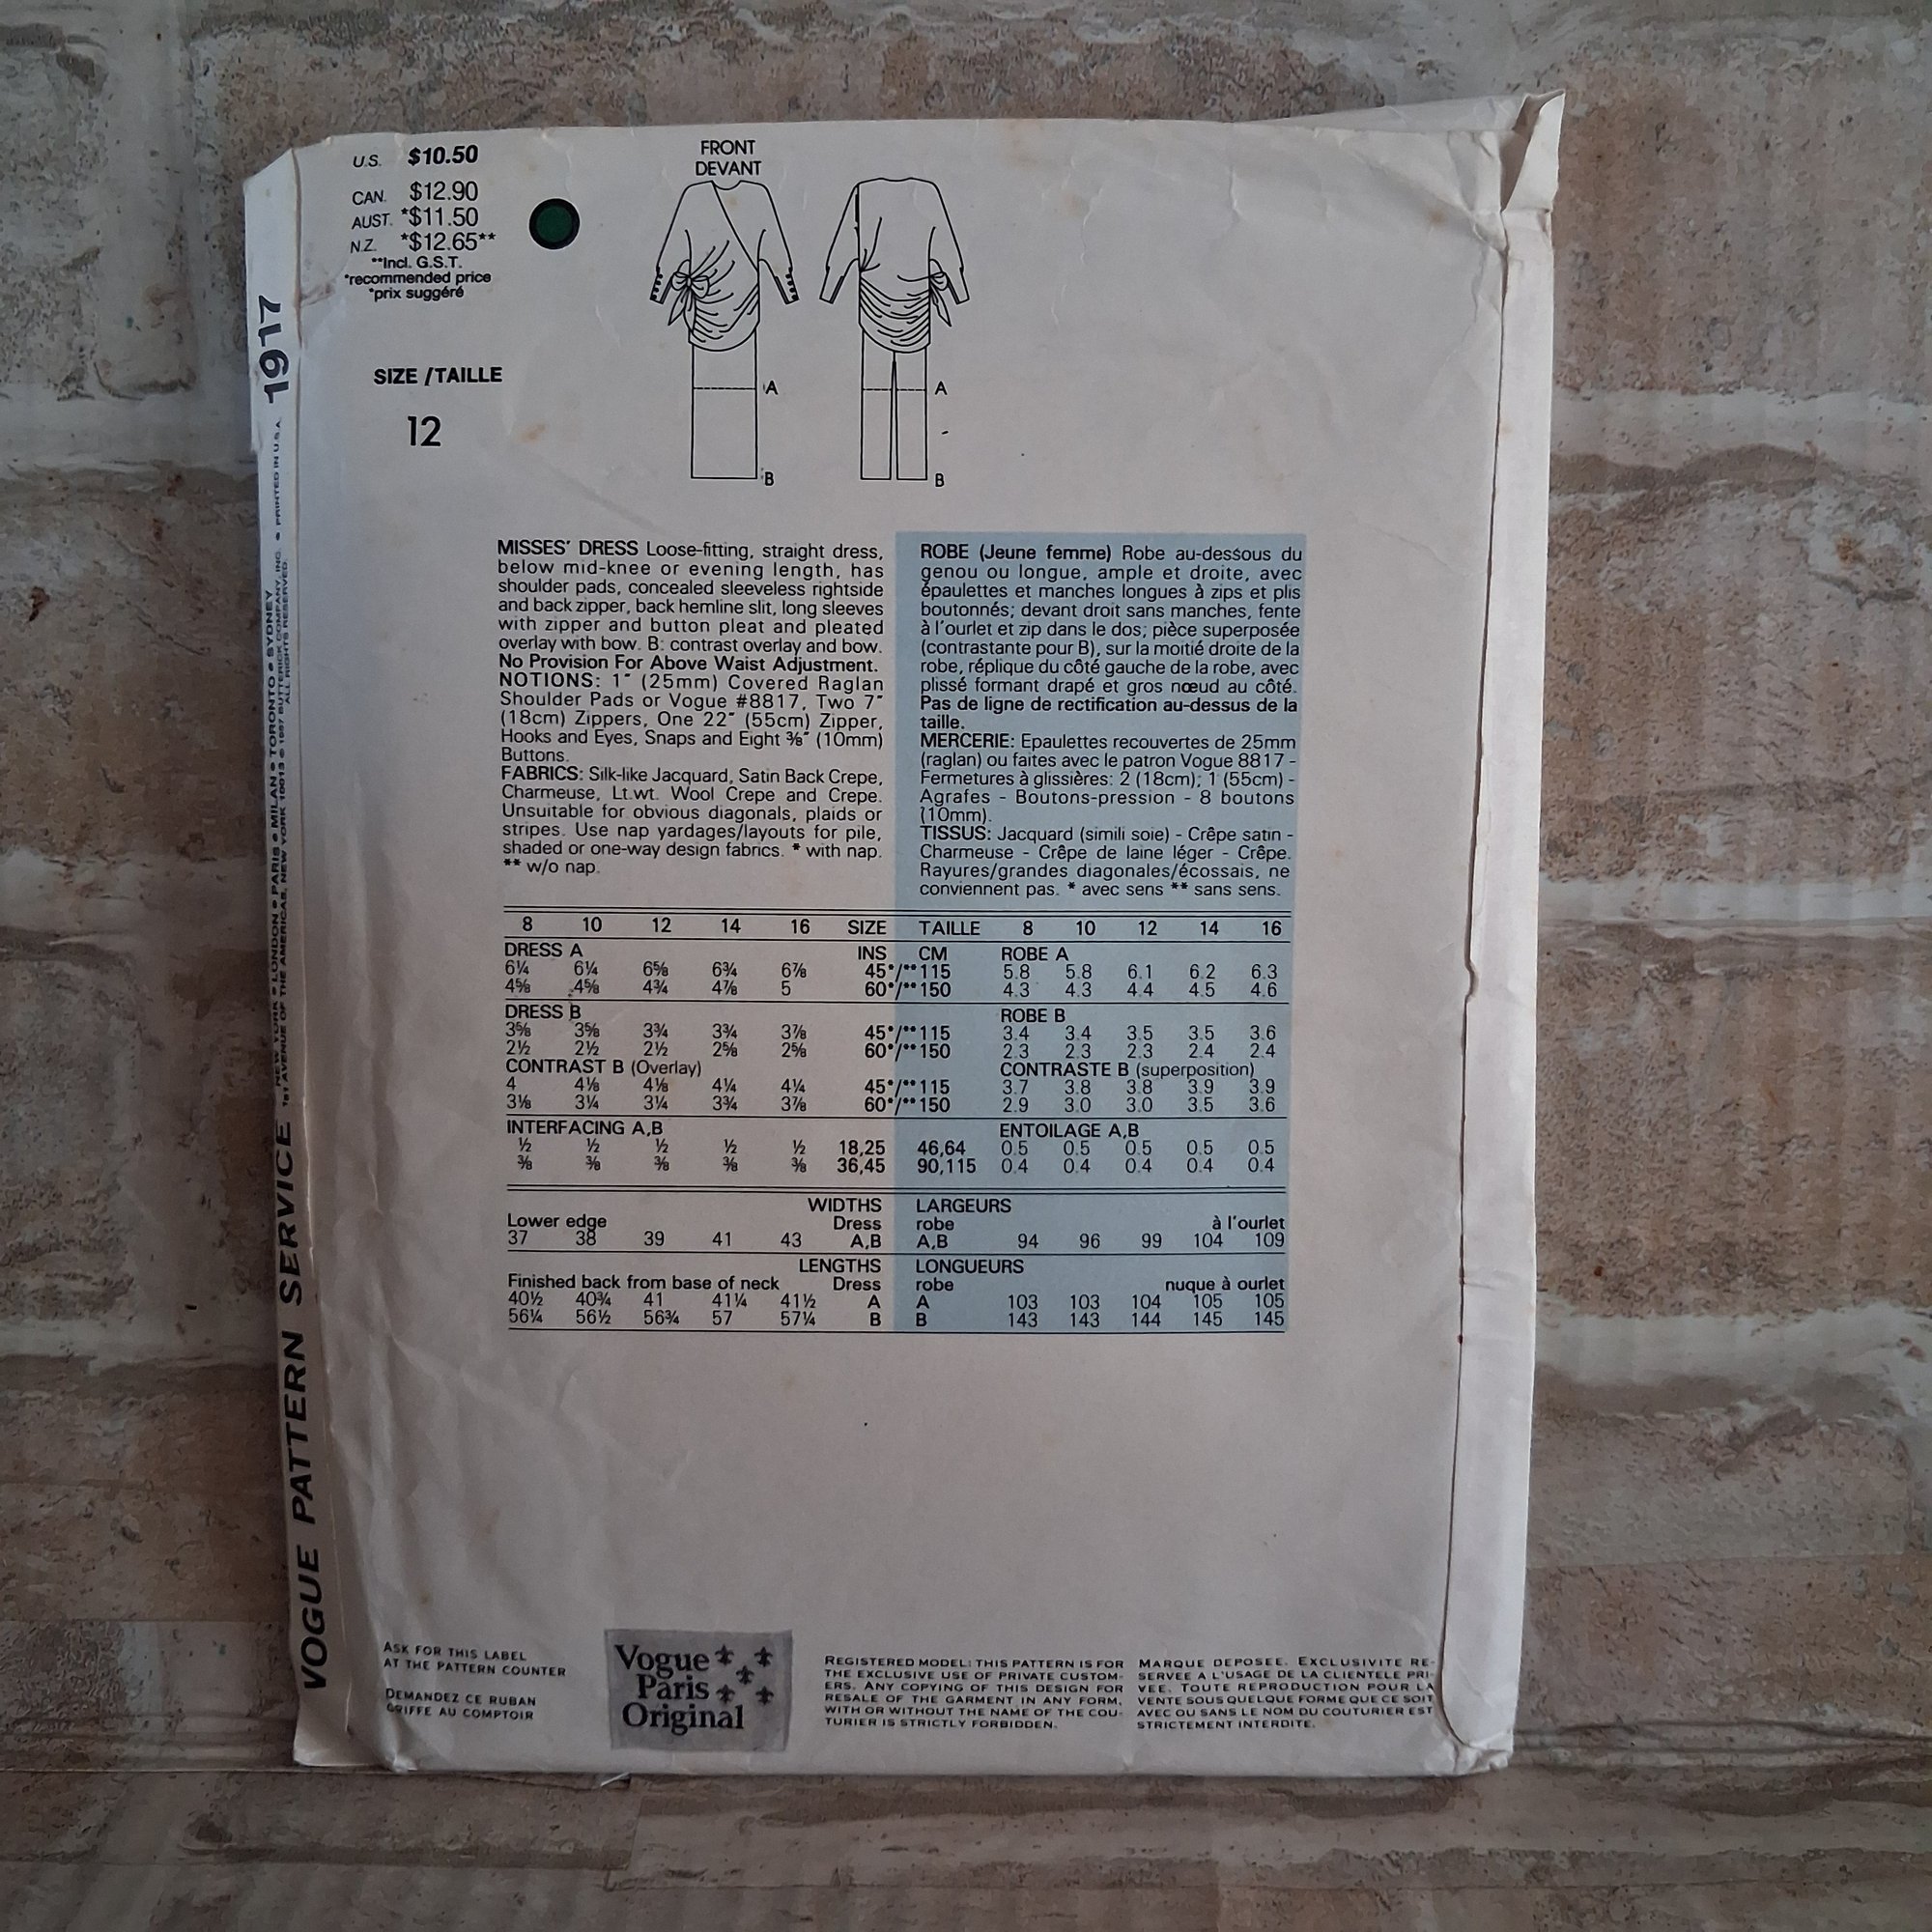 U.S. $10.50
CAN. $12.90
AUST. *$11.50
N.Z. *$12.65**
**Incl. G.S.T.
*recommended price
*prix suggéré
SIZE /TAILLE
12
FRONT
DEVANT
A
B
A
B
1917
VOGUE PATTERN SERVICE
NEW YORK • LONDON • PARIS • MILAN • TORONTO • SYDNEY
161 AVENUE OF THE AMERICAS, NEW YORK 10013 © 1987 BUTTERICK COMPANY, INC. • PRINTED IN U.S.A.
ALL RIGHTS RESERVED.
MISSES' DRESS Loose-fitting, straight dress,
below mid-knee or evening length, has
shoulder pads, concealed sleeveless rightside
and back zipper, back hemline slit, long sleeves
with zipper and button pleat and pleated
overlay with bow. B: contrast overlay and bow.
No Provision For Above Waist Adjustment.
NOTIONS: 1" (25mm) Covered Raglan
Shoulder Pads or Vogue #8817, Two 7"
(18cm) Zippers, One 22" (55cm) Zipper,
Hooks and Eyes, Snaps and Eight ⅜" (10mm)
Buttons.
FABRICS: Silk-like Jacquard, Satin Back Crepe,
Charmeuse, Lt.wt. Wool Crepe and Crepe.
Unsuitable for obvious diagonals, plaids or
stripes. Use nap yardages/layouts for pile,
shaded or one-way design fabrics. * with nap.
** w/o nap.
ROBE (Jeune femme) Robe au-dessous du
genou ou longue, ample et droite, avec
épaulettes et manches longues à zips et plis
boutonnés; devant droit sans manches, fente
à l'ourlet et zip dans le dos; pièce superposée
(contrastante pour B), sur la moitié droite de la
robe, réplique du côté gauche de la robe, avec
plissé formant drapé et gros nœud au côté.
Pas de ligne de rectification au-dessus de la
taille.
MERCERIE: Epaulettes recouvertes de 25mm
(raglan) ou faites avec le patron Vogue 8817 -
Fermetures à glissières: 2 (18cm); 1 (55cm) -
Agrafes - Boutons-pression - 8 boutons
(10mm).
TISSUS: Jacquard (simili soie) - Crêpe satin -
Charmeuse - Crêpe de laine léger - Crêpe.
Rayures/grandes diagonales/écossais, ne
conviennent pas. * avec sens ** sans sens.
8 10 12 14 16 SIZE TAILLE 8 10 12 14 16
DRESS A INS CM ROBE A
6¼ 6¼ 6⅝ 6¾ 6⅞ 45*/**115 5.8 5.8 6.1 6.2 6.3
4⅝ 4⅝ 4¾ 4⅞ 5 60*/**150 4.3 4.3 4.4 4.5 4.6
DRESS B ROBE B
3⅝ 3⅝ 3¾ 3¾ 3⅞ 45*/**115 3.4 3.4 3.5 3.5 3.6
2½ 2½ 2½ 2⅝ 2⅝ 60*/**150 2.3 2.3 2.3 2.4 2.4
CONTRAST B (Overlay) CONTRASTE B (superposition)
4 4⅛ 4⅛ 4¼ 4¼ 45*/**115 3.7 3.8 3.8 3.9 3.9
3⅛ 3¼ 3¼ 3¾ 3⅞ 60*/**150 2.9 3.0 3.0 3.5 3.6
INTERFACING A,B ENTOILAGE A,B
½ ½ ½ ½ ½ 18,25 46,64 0.5 0.5 0.5 0.5 0.5
⅜ ⅜ ⅜ ⅜ ⅜ 36,45 90,115 0.4 0.4 0.4 0.4 0.4
WIDTHS LARGEURS
Lower edge Dress robe à l'ourlet
37 38 39 41 43 A,B A,B 94 96 99 104 109
LENGTHS LONGUEURS
Finished back from base of neck Dress robe nuque à ourlet
40½ 40¾ 41 41¼ 41½ A A 103 103 104 105 105
56¼ 56½ 56¾ 57 57¼ B B 143 143 144 145 145
ASK FOR THIS LABEL
AT THE PATTERN COUNTER
DEMANDEZ CE RUBAN
GRIFFE AU COMPTOIR
Vogue
Paris
Original
REGISTERED MODEL: THIS PATTERN IS FOR
THE EXCLUSIVE USE OF PRIVATE CUSTOM-
ERS. ANY COPYING OF THIS DESIGN FOR
RESALE OF THE GARMENT IN ANY FORM,
WITH OR WITHOUT THE NAME OF THE COU-
TURIER IS STRICTLY FORBIDDEN.
MARQUE DEPOSEE. EXCLUSIVITE RE-
SERVEE A L'USAGE DE LA CLIENTELE PRI-
VEE. TOUTE REPRODUCTION POUR LA
VENTE SOUS QUELQUE FORME QUE CE SOIT
AVEC OU SANS LE NOM DU COUTURIER EST
STRICTEMENT INTERDITE.